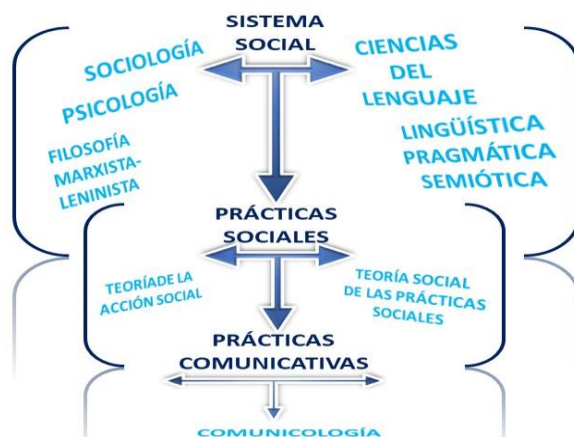 SISTEMA
SOCIAL
SOCIOLOGÍA
PSICOLOGÍA
FILOSOFÍA
MARXISTA-
LENINISTA
CIENCIAS
DEL
LENGUAJE
LINGÜÍSTICA
PRAGMÁTICA
SEMIÓTICA
PRÁCTICAS
SOCIALES
TEORÍADE LA
ACCIÓN SOCIAL
TEORÍA SOCIAL
DE LAS PRÁCTICAS
SOCIALES
PRÁCTICAS
COMUNICATIVAS
COMUNICOLOGÍA